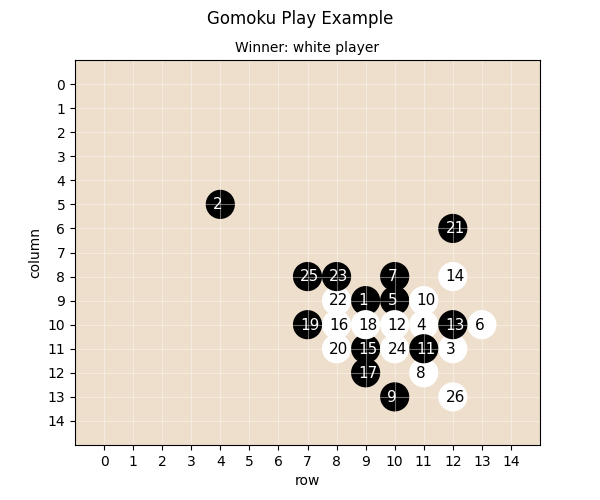 Gomoku Play Example
Winner: white player
0
1
2
3
4
5 2
6 21
7
8 25 23 7 14
9 22 1 5 10
10 19 16 18 12 4 13 6
11 20 15 24 11 3
12 17 8
13 9 26
14
column
0 1 2 3 4 5 6 7 8 9 10 11 12 13 14
row